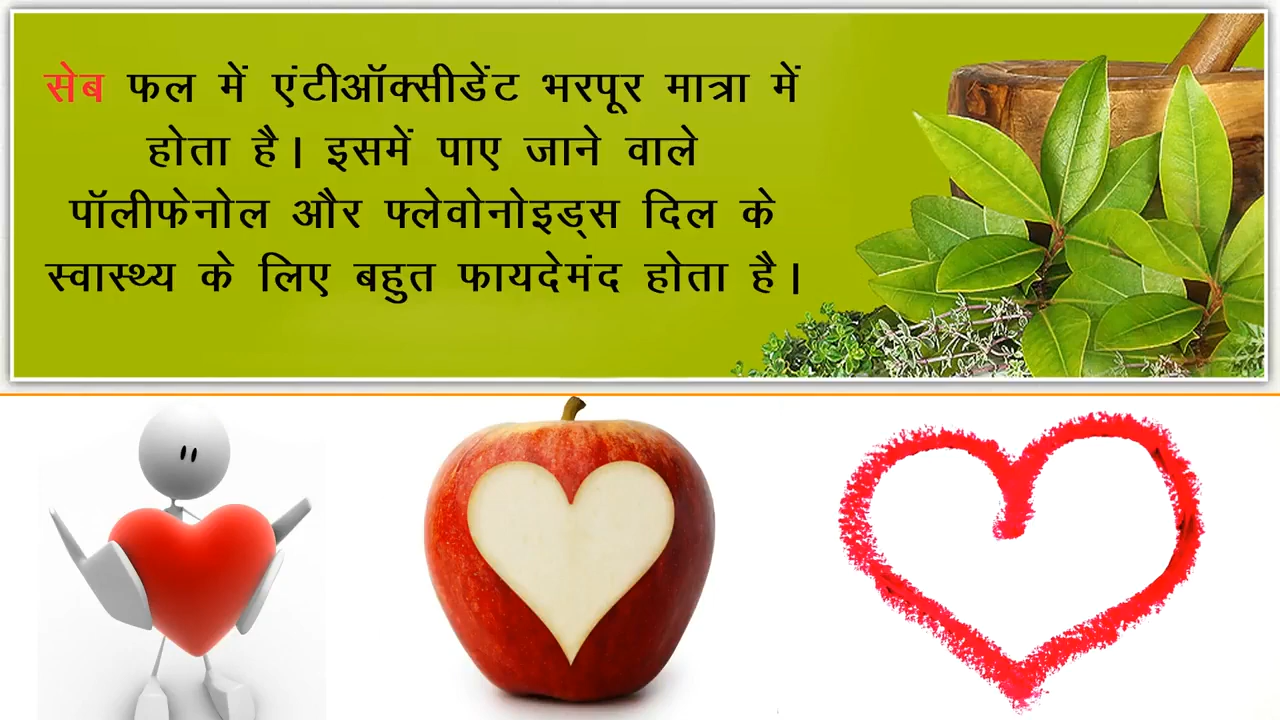 सेब फल में एंटीऑक्सीडेंट भरपूर मात्रा में
होता है। इसमें पाए जाने वाले
पॉलीफेनोल और फ्लेवोनोइड्स दिल के
स्वास्थ्य के लिए बहुत फायदेमंद होता है।